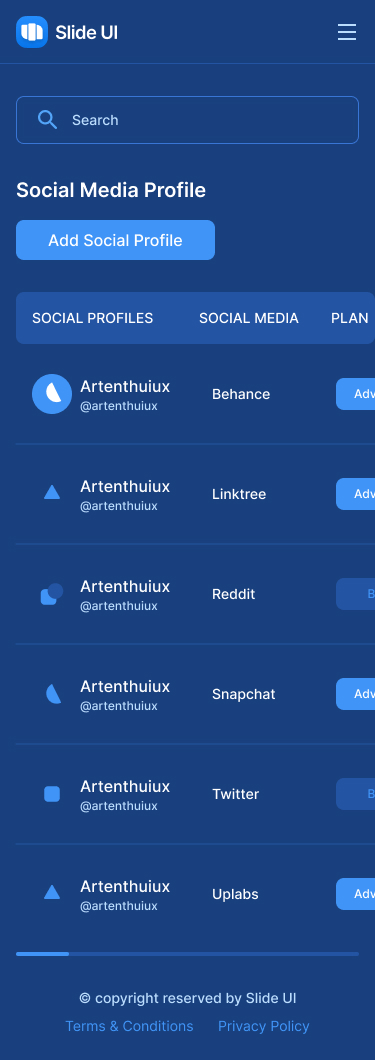 Slide UI
Search
Social Media Profile
Add Social Profile
SOCIAL PROFILES SOCIAL MEDIA PLAN
Artenthuiux
@artenthuiux
Behance
Adv
Artenthuiux
@artenthuiux
Linktree
Adv
Artenthuiux
@artenthuiux
Reddit
B
Artenthuiux
@artenthuiux
Snapchat
Adv
Artenthuiux
@artenthuiux
Twitter
B
Artenthuiux
@artenthuiux
Uplabs
Adv
© copyright reserved by Slide UI
Terms & Conditions Privacy Policy